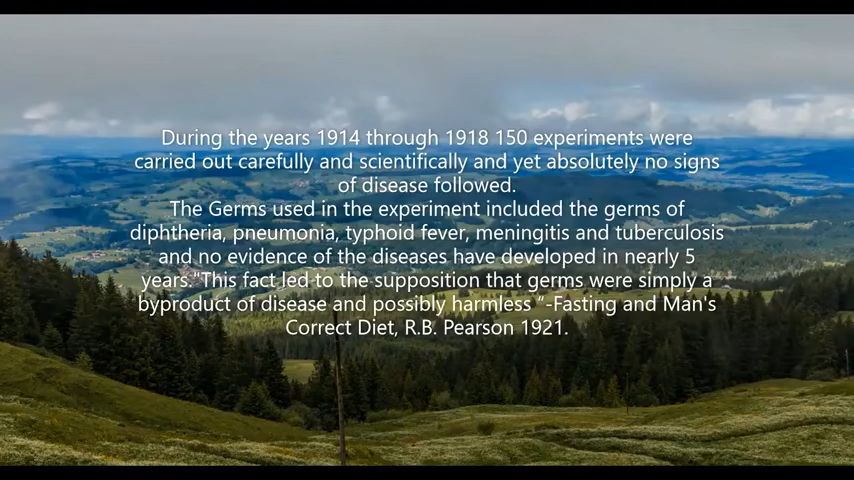 During the years 1914 through 1918 150 experiments were
carried out carefully and scientifically and yet absolutely no signs
of disease followed.
The Germs used in the experiment included the germs of
diphtheria, pneumonia, typhoid fever, meningitis and tuberculosis
and no evidence of the diseases have developed in nearly 5
years."This fact led to the supposition that germs were simply a
byproduct of disease and possibly harmless “-Fasting and Man's
Correct Diet, R.B. Pearson 1921.